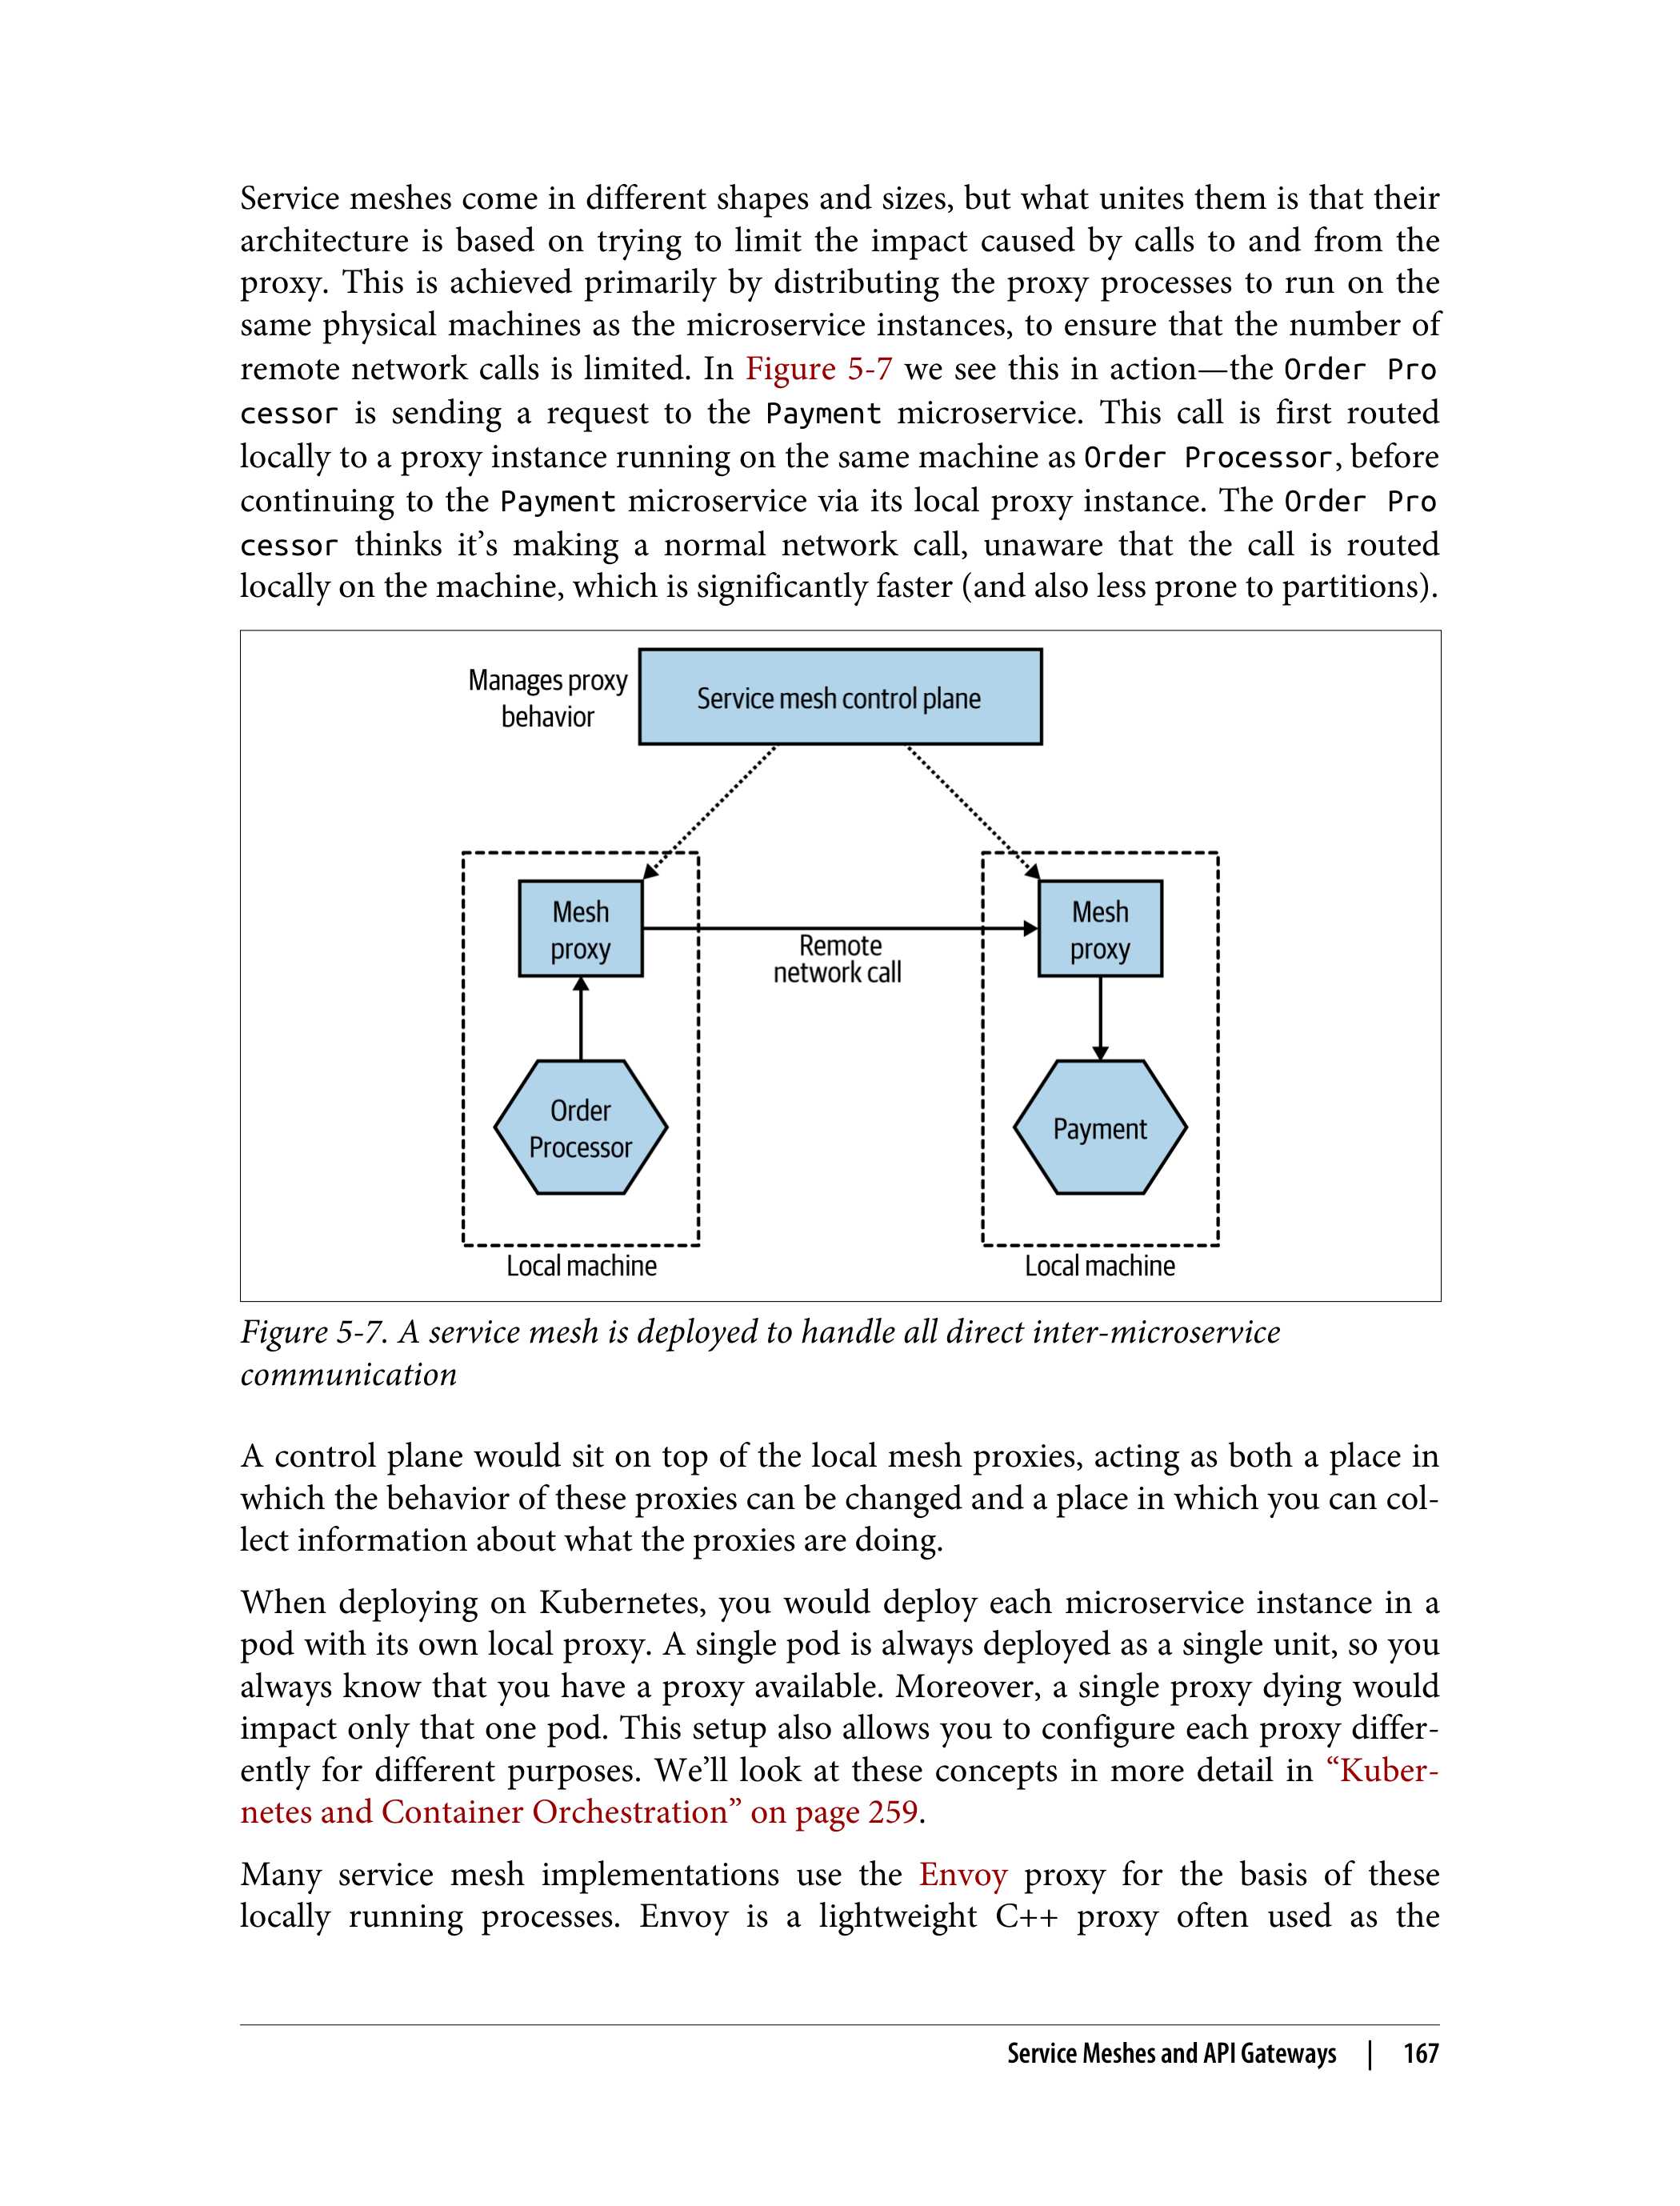 Service meshes come in different shapes and sizes, but what unites them is that their
architecture is based on trying to limit the impact caused by calls to and from the
proxy. This is achieved primarily by distributing the proxy processes to run on the
same physical machines as the microservice instances, to ensure that the number of
remote network calls is limited. In Figure 5-7 we see this in action—the Order Pro
cessor is sending a request to the Payment microservice. This call is first routed
locally to a proxy instance running on the same machine as Order Processor, before
continuing to the Payment microservice via its local proxy instance. The Order Pro
cessor thinks it’s making a normal network call, unaware that the call is routed
locally on the machine, which is significantly faster (and also less prone to partitions).
Manages proxy
behavior
Service mesh control plane
Mesh
proxy
Remote
network call
Mesh
proxy
Order
Processor
Payment
Local machine
Local machine
Figure 5-7. A service mesh is deployed to handle all direct inter-microservice
communication
A control plane would sit on top of the local mesh proxies, acting as both a place in
which the behavior of these proxies can be changed and a place in which you can col-
lect information about what the proxies are doing.
When deploying on Kubernetes, you would deploy each microservice instance in a
pod with its own local proxy. A single pod is always deployed as a single unit, so you
always know that you have a proxy available. Moreover, a single proxy dying would
impact only that one pod. This setup also allows you to configure each proxy differ-
ently for different purposes. We’ll look at these concepts in more detail in “Kuber-
netes and Container Orchestration” on page 259.
Many service mesh implementations use the Envoy proxy for the basis of these
locally running processes. Envoy is a lightweight C++ proxy often used as the
Service Meshes and API Gateways | 167